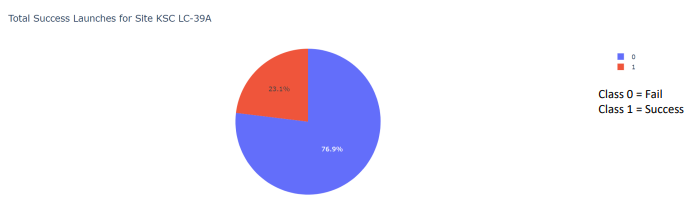 Total Success Launches for Site KSC LC-39A
0
1
23.1%
Class 0 = Fail
Class 1 = Success
76.9%